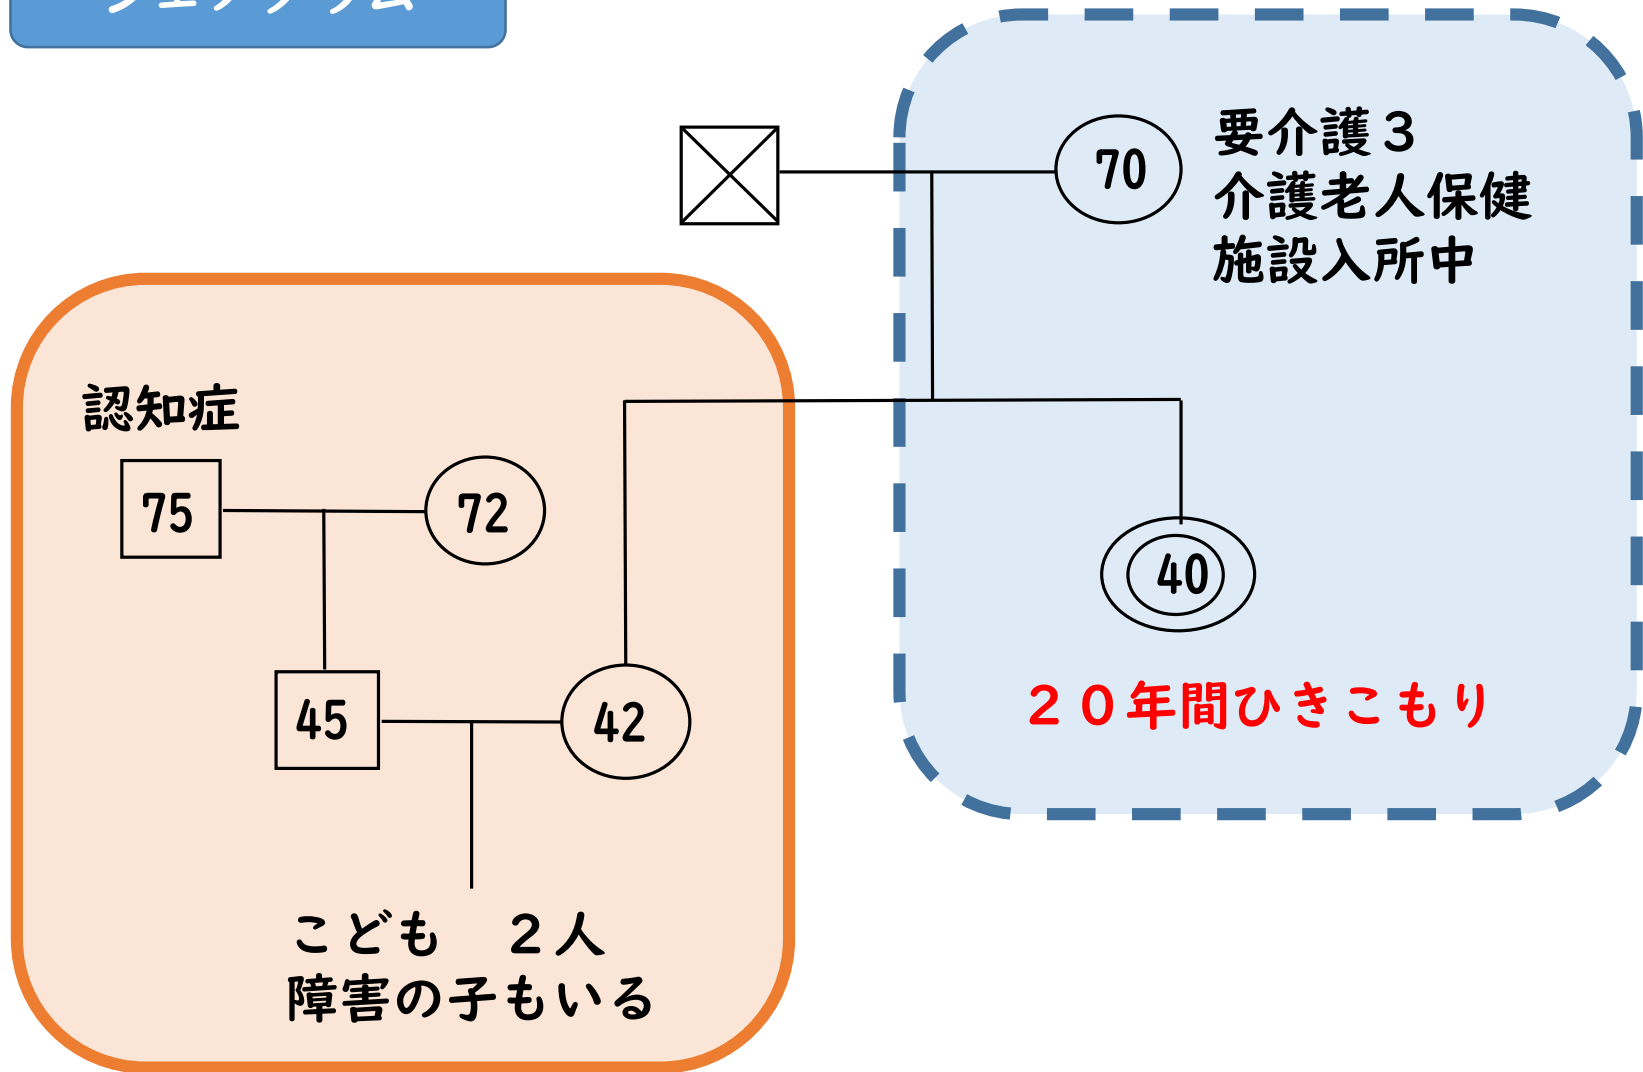 70
要介護３
介護老人保健
施設入所中
認知症
75
72
40
45
42
２０年間ひきこもり
こども　２人
障害の子もいる